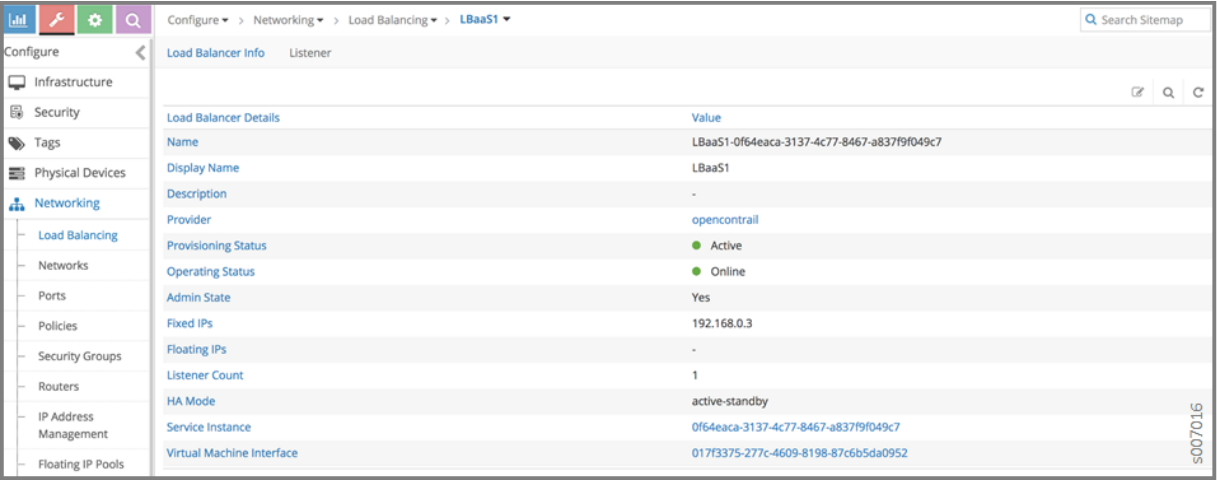 Configure > Networking > Load Balancing > LBaaS1
Search Sitemap
Configure
Infrastructure
Security
Tags
Physical Devices
Networking
Load Balancing
Networks
Ports
Policies
Security Groups
Routers
IP Address
Management
Floating IP Pools
Load Balancer Info Listener
Load Balancer Details Value
Name LBaaS1-0f64eaca-3137-4c77-8467-a837f9f049c7
Display Name LBaaS1
Description -
Provider opencontrail
Provisioning Status Active
Operating Status Online
Admin State Yes
Fixed IPs 192.168.0.3
Floating IPs -
Listener Count 1
HA Mode active-standby
Service Instance 0f64eaca-3137-4c77-8467-a837f9f049c7
Virtual Machine Interface 017f3375-277c-4609-8198-87c6b5da0952
s007016